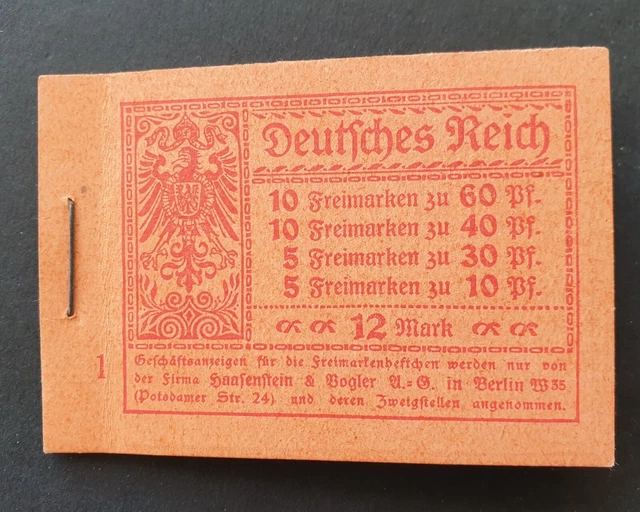 Deutsches Reich
10 Freimarken zu 60 Pf.
10 Freimarken zu 40 Pf.
5 Freimarken zu 30 Pf.
5 Freimarken zu 10 Pf.
12 Mark
1
Geschäftsanzeigen für die Freimarkenheftchen werden nur von
der Firma Haasenstein & Vogler A.=G. in Berlin W35
(Potsdamer Str. 24) und deren Zweigstellen angenommen.